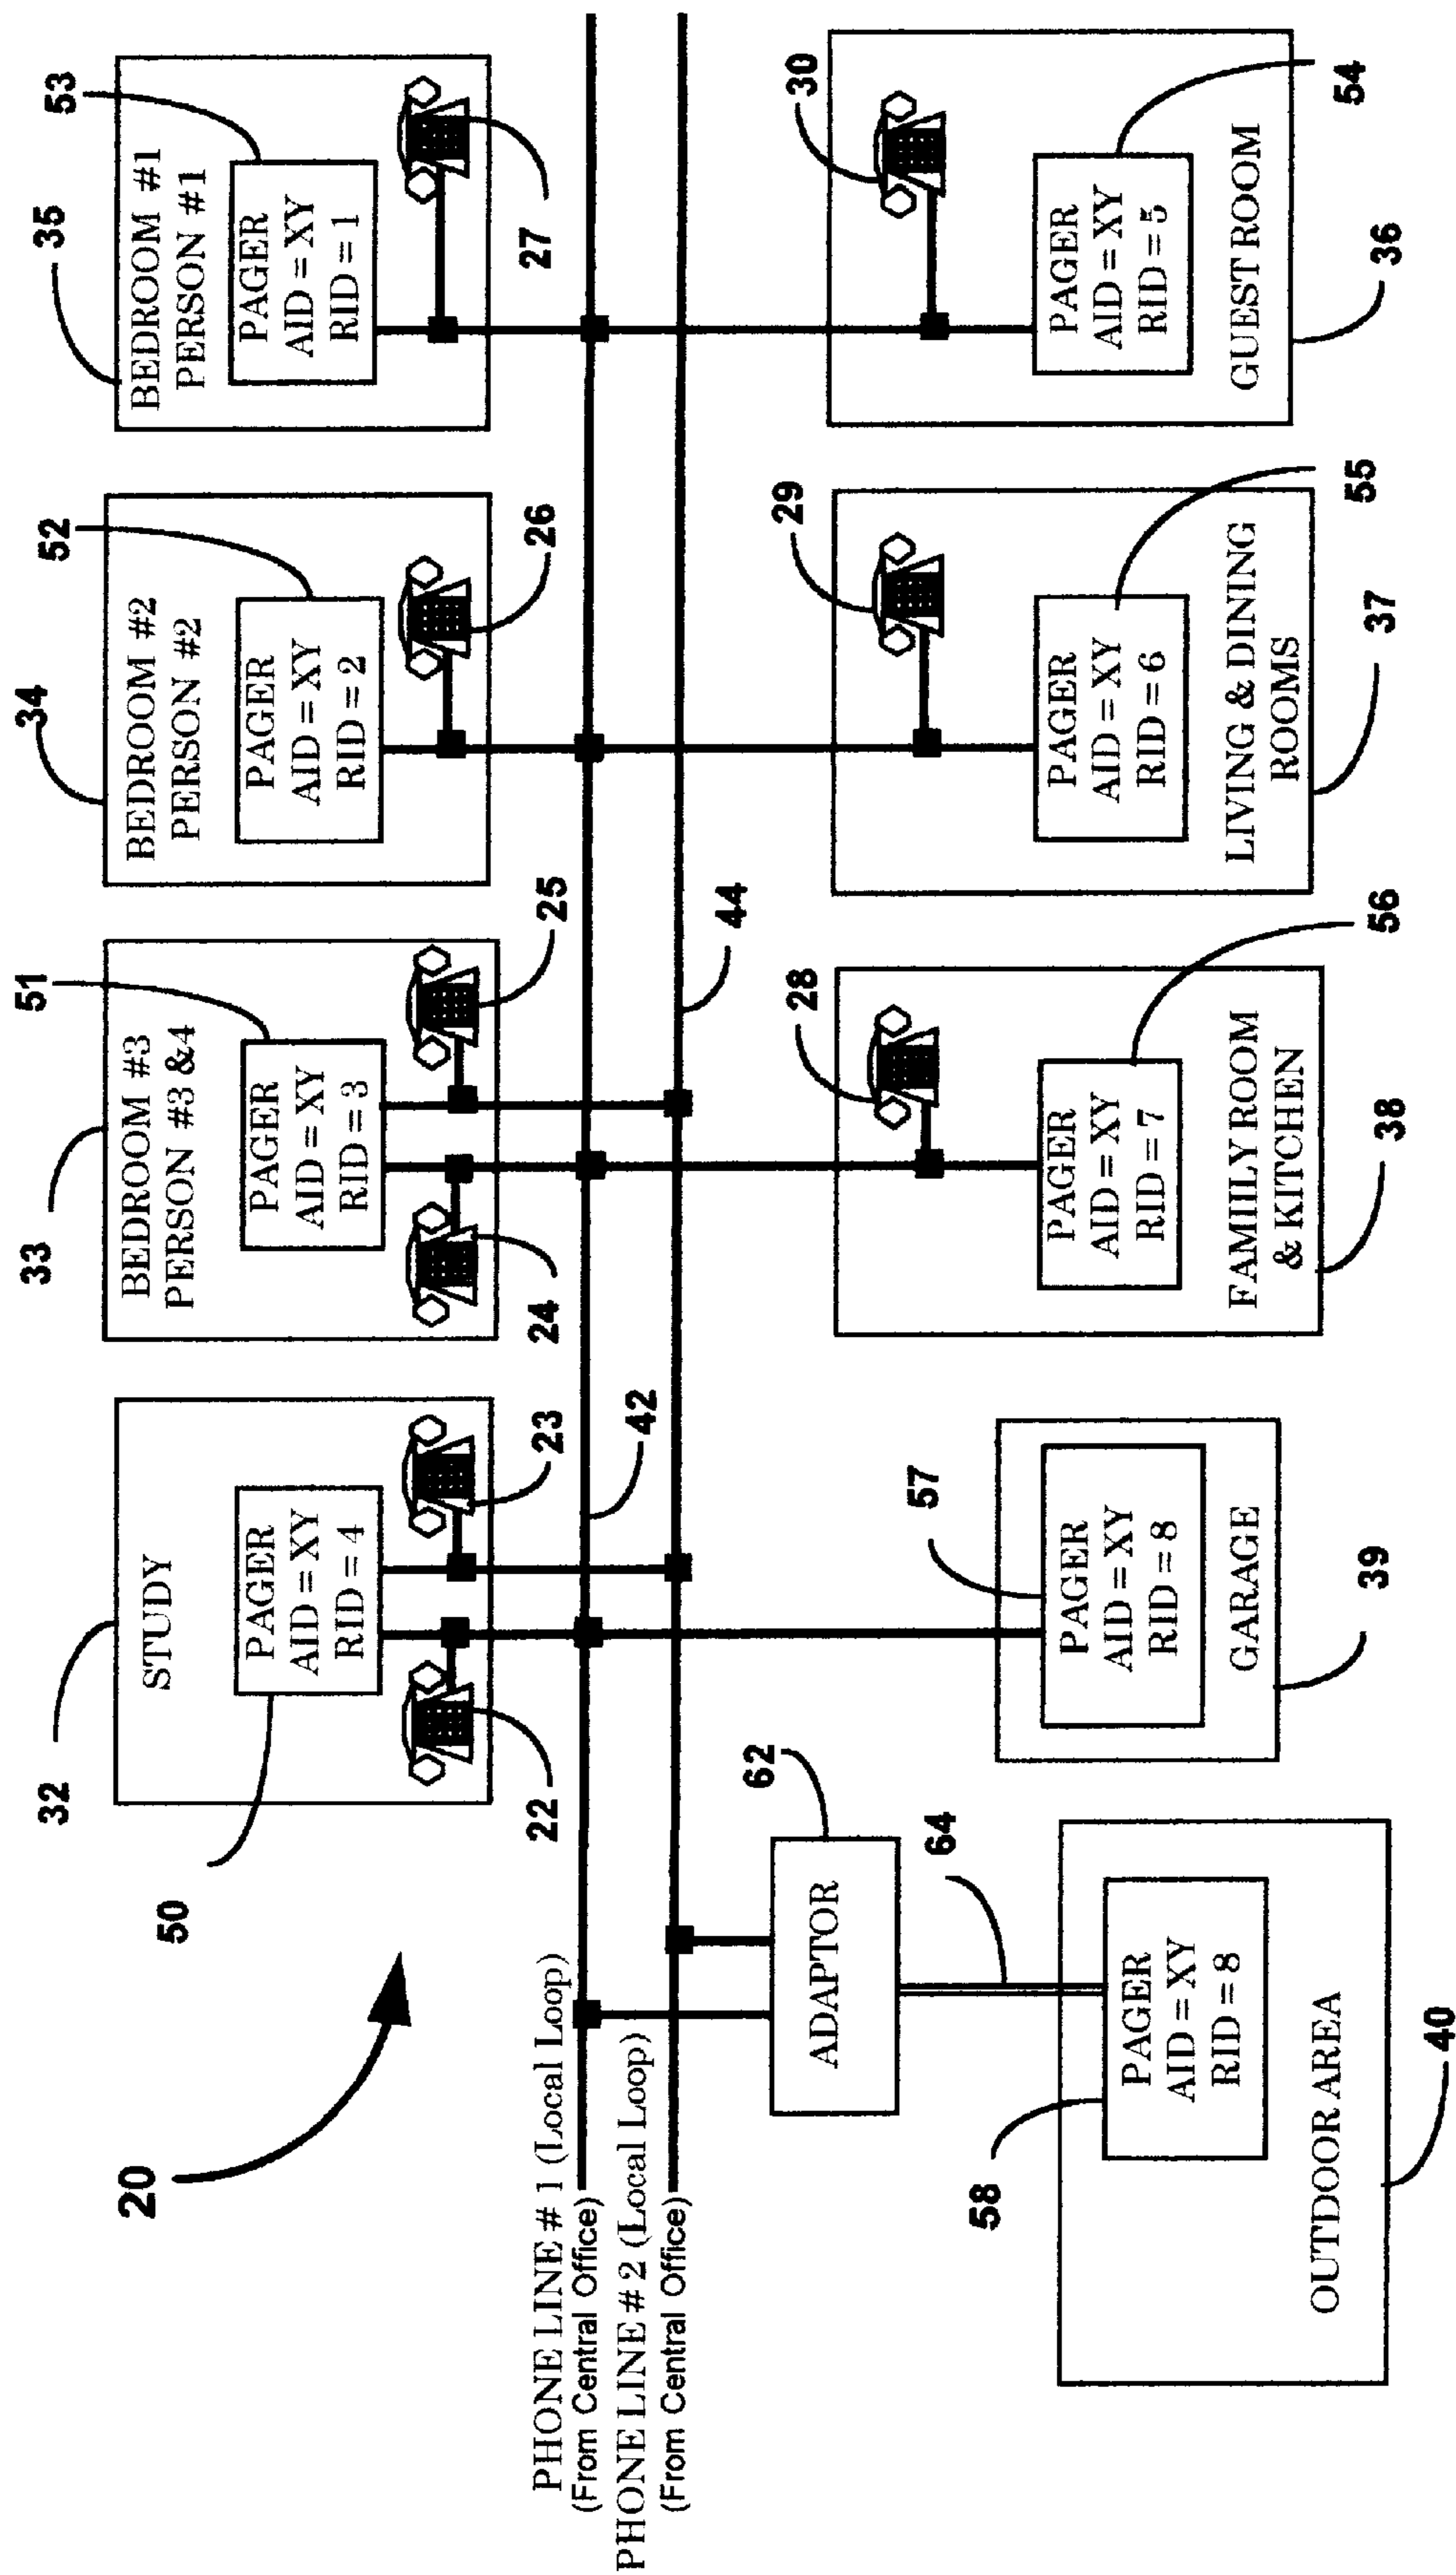 20
32
STUDY
50
PAGER
AID = XY
RID = 4
22
23
33
BEDROOM #3
PERSON #3 &4
51
PAGER
AID = XY
RID = 3
24
25
34
BEDROOM #2
PERSON #2
52
PAGER
AID = XY
RID = 2
26
35
BEDROOM #1
PERSON #1
53
PAGER
AID = XY
RID = 1
27
PHONE LINE # 1 (Local Loop)
(From Central Office)
PHONE LINE # 2 (Local Loop)
(From Central Office)
42
44
62
ADAPTOR
64
58
PAGER
AID = XY
RID = 8
OUTDOOR AREA
40
57
PAGER
AID = XY
RID = 8
GARAGE
39
28
PAGER
AID = XY
RID = 7
56
FAMIILY ROOM
& KITCHEN
38
29
PAGER
AID = XY
RID = 6
55
LIVING & DINING
ROOMS
37
30
PAGER
AID = XY
RID = 5
54
GUEST ROOM
36